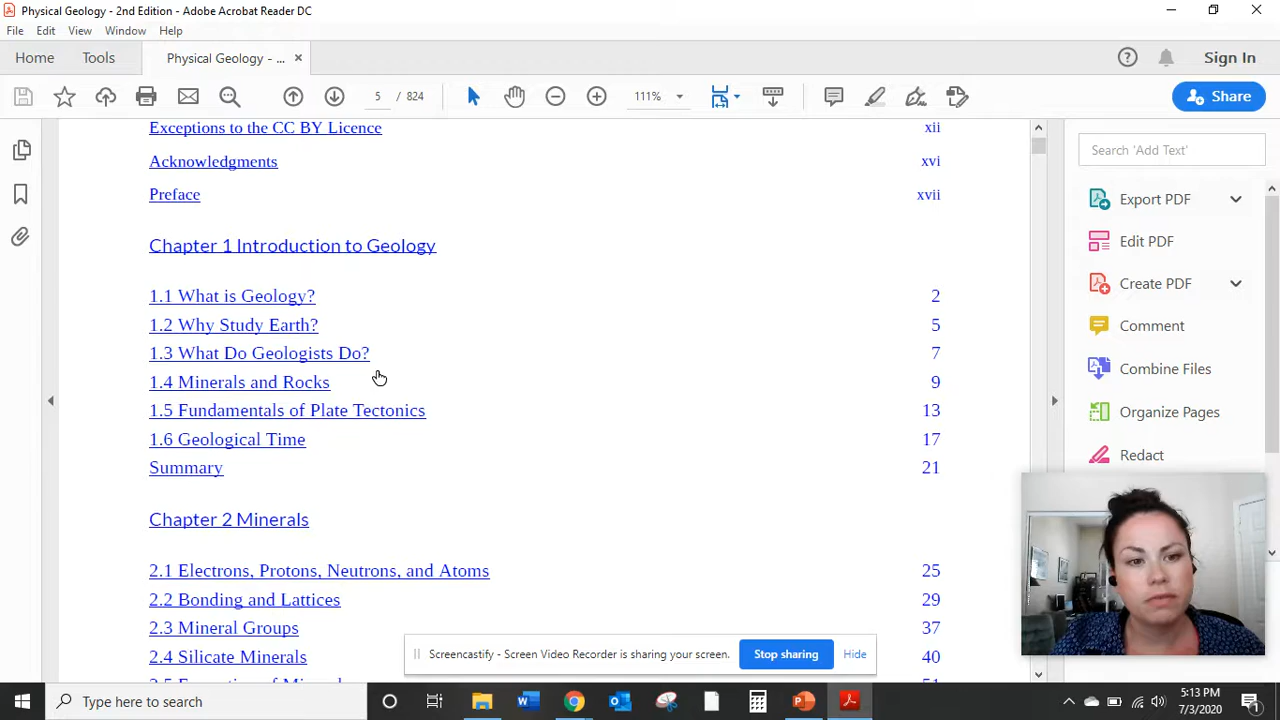 Physical Geology - 2nd Edition - Adobe Acrobat Reader DC
File Edit View Window Help
Home Tools Physical Geology - ... × Sign In
5 / 824 111% Share
Exceptions to the CC BY Licence xii
Acknowledgments xvi
Preface xvii
Chapter 1 Introduction to Geology
1.1 What is Geology? 2
1.2 Why Study Earth? 5
1.3 What Do Geologists Do? 7
1.4 Minerals and Rocks 9
1.5 Fundamentals of Plate Tectonics 13
1.6 Geological Time 17
Summary 21
Chapter 2 Minerals
2.1 Electrons, Protons, Neutrons, and Atoms 25
2.2 Bonding and Lattices 29
2.3 Mineral Groups 37
2.4 Silicate Minerals 40
Search 'Add Text'
Export PDF
Edit PDF
Create PDF
Comment
Combine Files
Organize Pages
Redact
Screencastify - Screen Video Recorder is sharing your screen. Stop sharing Hide
Type here to search
5:13 PM
7/3/2020